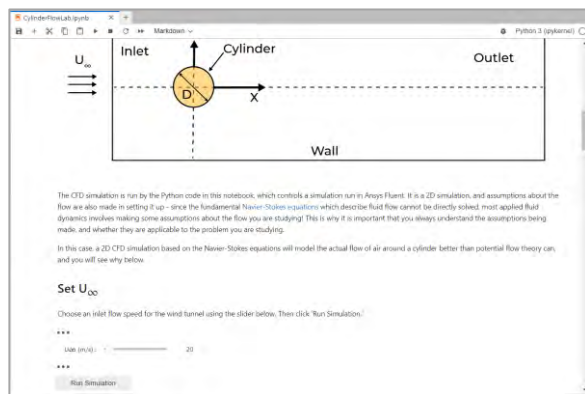 CylinderFlowLab.ipynb
Markdown
Python 3 (ipykernel)
Inlet
Cylinder
Outlet
U∞
D
X
Wall
The CFD simulation is run by the Python code in this notebook, which controls a simulation run in Ansys Fluent. It is a 2D simulation, and assumptions about the
flow are also made in setting it up - since the fundamental Navier-Stokes equations which describe fluid flow cannot be directly solved, most applied fluid
dynamics involves making some assumptions about the flow you are studying! This is why it is important that you always understand the assumptions being
made, and whether they are applicable to the problem you are studying.
In this case, a 2D CFD simulation based on the Navier-Stokes equations will model the actual flow of air around a cylinder better than potential flow theory can,
and you will see why below.
Set U∞
Choose an inlet flow speed for the wind tunnel using the slider below. Then click 'Run Simulation.'
(m/s):
20
Run Simulation